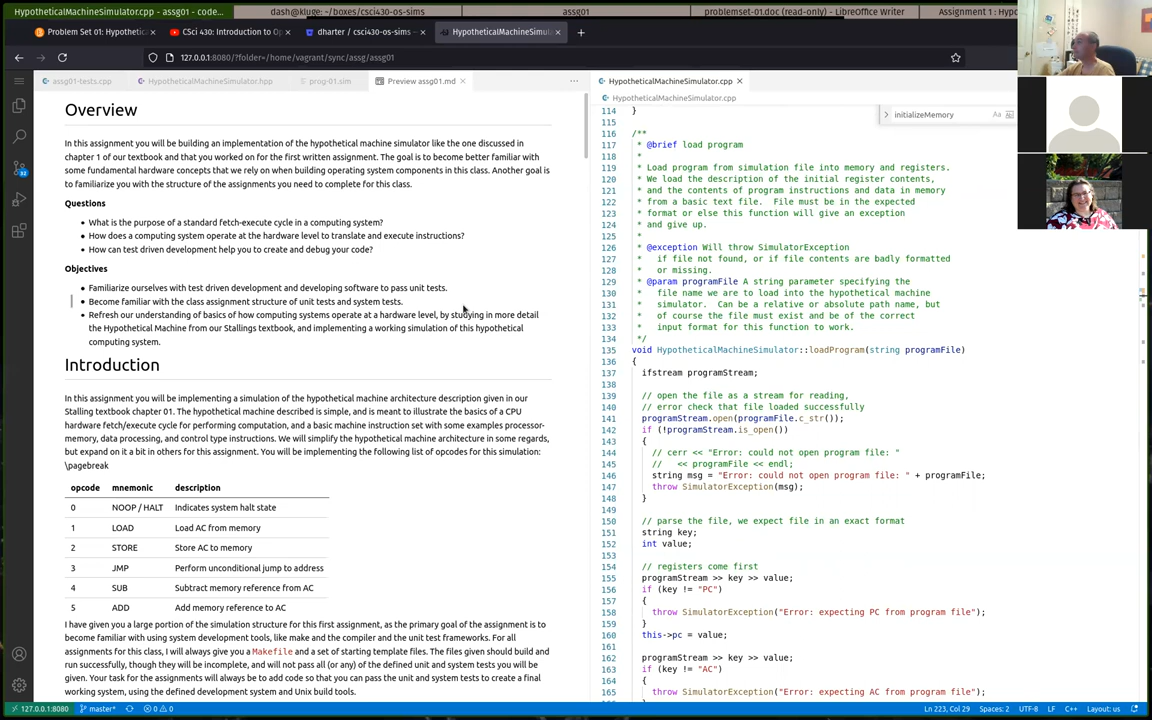 HypotheticalMachineSimulator.cpp - assg01 - code...
dash@kluge: ~/boxes/csci430-os-sims
assg01
problemset-01.doc (read-only) - LibreOffice Writer
Assignment 1: Hypo
Problem Set 01: Hypothetic
CSci 430: Introduction to Op
dharter / csci430-os-sims —
HypotheticalMachineSimulat
127.0.0.1:8080/?folder=/home/vagrant/sync/assg/assg01
assg01-tests.cpp
HypotheticalMachineSimulator.hpp
prog-01.sim
Preview assg01.md
Overview
In this assignment you will be building an implementation of the hypothetical machine simulator like the one discussed in
chapter 1 of our textbook and that you worked on for the first written assignment. The goal is to become better familiar with
some fundamental hardware concepts that we rely on when building operating system components in this class. Another goal is
to familiarize you with the structure of the assignments you need to complete for this class.
Questions
• What is the purpose of a standard fetch-execute cycle in a computing system?
• How does a computing system operate at the hardware level to translate and execute instructions?
• How can test driven development help you to create and debug your code?
Objectives
• Familiarize ourselves with test driven development and developing software to pass unit tests.
• Become familiar with the class assignment structure of unit tests and system tests.
• Refresh our understanding of basics of how computing systems operate at a hardware level, by studying in more detail
the Hypothetical Machine from our Stallings textbook, and implementing a working simulation of this hypothetical
computing system.
Introduction
In this assignment you will be implementing a simulation of the hypothetical machine architecture description given in our
Stalling textbook chapter 01. The hypothetical machine described is simple, and is meant to illustrate the basics of a CPU
hardware fetch/execute cycle for performing computation, and a basic machine instruction set with some examples processor-
memory, data processing, and control type instructions. We will simplify the hypothetical machine architecture in some regards,
but expand on it a bit in others for this assignment. You will be implementing the following list of opcodes for this simulation:
\pagebreak
opcode mnemonic description
0 NOOP / HALT Indicates system halt state
1 LOAD Load AC from memory
2 STORE Store AC to memory
3 JMP Perform unconditional jump to address
4 SUB Subtract memory reference from AC
5 ADD Add memory reference to AC
I have given you a large portion of the simulation structure for this first assignment, as the primary goal of the assignment is to
become familiar with using system development tools, like make and the compiler and the unit test frameworks. For all
assignments for this class, I will always give you a Makefile and a set of starting template files. The files given should build and
run successfully, though they will be incomplete, and will not pass all (or any) of the defined unit and system tests you will be
given. Your task for the assignments will always be to add code so that you can pass the unit and system tests to create a final
working system, using the defined development system and Unix build tools.
HypotheticalMachineSimulator.cpp
HypotheticalMachineSimulator.cpp
initializeMemory
Aa
114 }
115
116 /**
117 * @brief load program
118 *
119 * Load program from simulation file into memory and registers.
120 * We load the description of the initial register contents,
121 * and the contents of program instructions and data in memory
122 * from a basic text file. File must be in the expected
123 * format or else this function will give an exception
124 * and give up.
125 *
126 * @exception Will throw SimulatorException
127 * if file not found, or if file contents are badly formatted
128 * or missing.
129 * @param programFile A string parameter specifying the
130 * file name we are to load into the hypothetical machine
131 * simulator. Can be a relative or absolute path name, but
132 * of course the file must exist and be of the correct
133 * input format for this function to work.
134 */
135 void HypotheticalMachineSimulator::loadProgram(string programFile)
136 {
137 ifstream programStream;
138
139 // open the file as a stream for reading,
140 // error check that file loaded successfully
141 programStream.open(programFile.c_str());
142 if (!programStream.is_open())
143 {
144 // cerr << "Error: could not open program file: "
145 // << programFile << endl;
146 string msg = "Error: could not open program file: " + programFile;
147 throw SimulatorException(msg);
148 }
149
150 // parse the file, we expect file in an exact format
151 string key;
152 int value;
153
154 // registers come first
155 programStream >> key >> value;
156 if (key != "PC")
157 {
158 throw SimulatorException("Error: expecting PC from program file");
159 }
160 this->pc = value;
161
162 programStream >> key >> value;
163 if (key != "AC")
164 {
165 throw SimulatorException("Error: expecting AC from program file");
32
127.0.0.1:8080
master*
0 0
Ln 223, Col 29
Spaces: 2
UTF-8
LF
C++
Layout: us